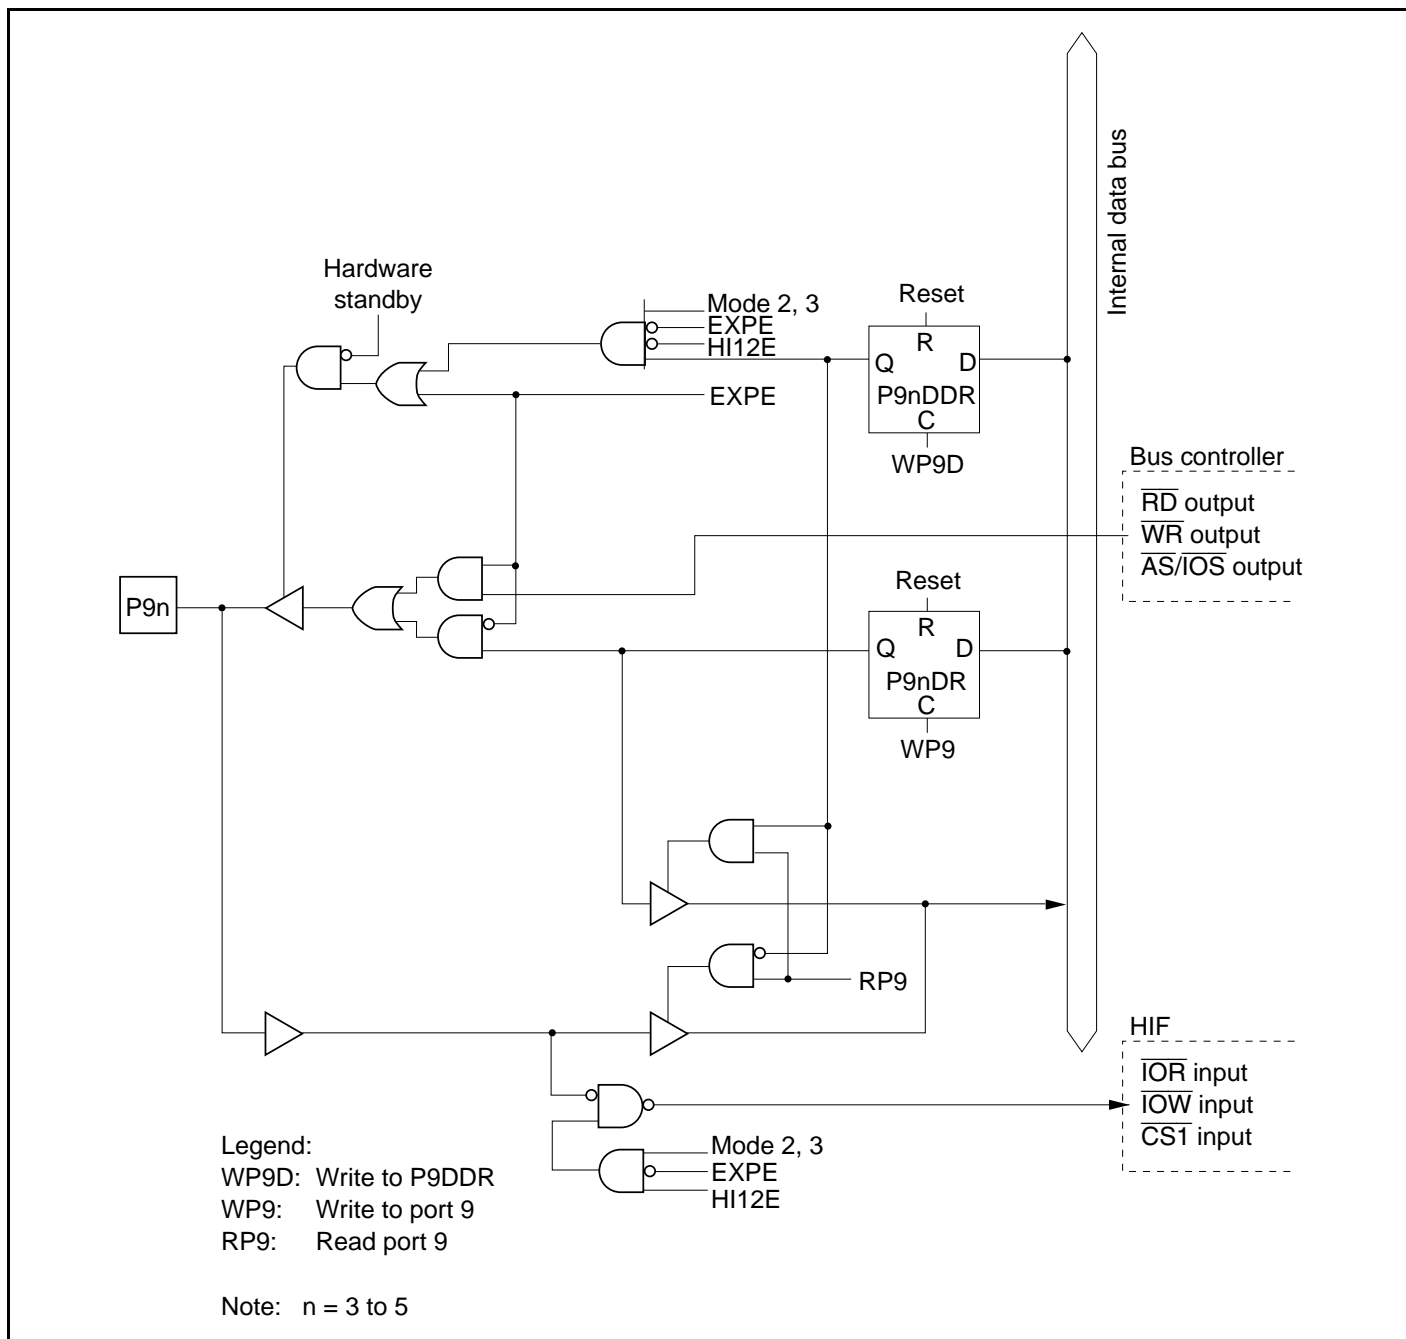 Internal data bus
Hardware
standby
Mode 2, 3
EXPE
HI12E
EXPE
Reset
R
Q D
P9nDDR
C
WP9D
Bus controller
RD output
WR output
AS/IOS output
P9n
Reset
R
Q D
P9nDR
C
WP9
RP9
HIF
IOR input
IOW input
CS1 input
Mode 2, 3
EXPE
HI12E
Legend:
WP9D: Write to P9DDR
WP9: Write to port 9
RP9: Read port 9
Note: n = 3 to 5